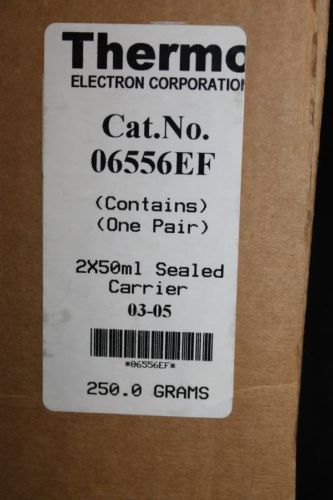 Thermo
ELECTRON CORPORATION
Cat.No.
06556EF
(Contains)
(One Pair)
2X50ml Sealed
Carrier
03-05
*06556EF*
250.0 GRAMS